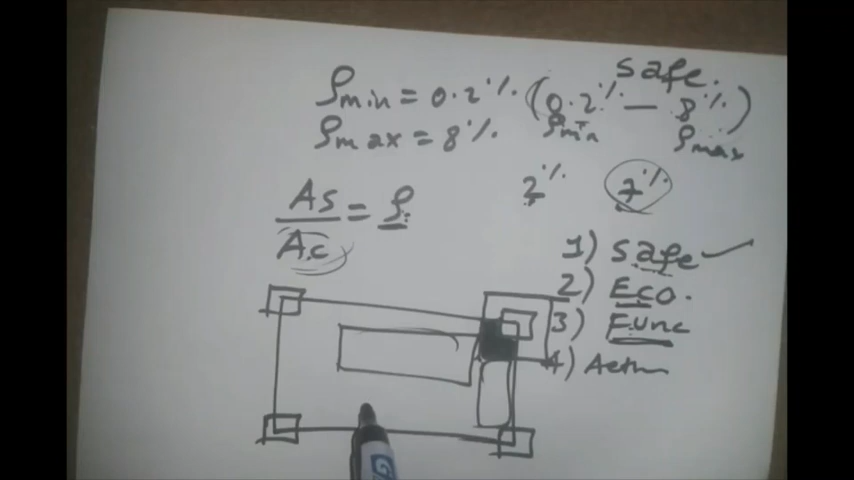 safe.
ρmin = 0.2% (0.2% — 8%)
ρmin ρmax
ρmax = 8%
2% 7%
As/Ac = ρ
1) safe ✓
2) Eco.
3) Func
4)
G